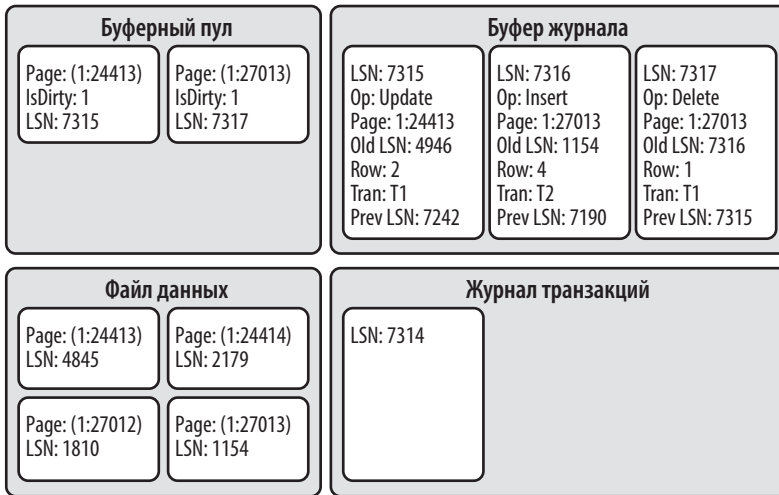 Буферный пул
Page: (1:24413)
IsDirty: 1
LSN: 7315
Page: (1:27013)
IsDirty: 1
LSN: 7317
Буфер журнала
LSN: 7315
Op: Update
Page: 1:24413
Old LSN: 4946
Row: 2
Tran: T1
Prev LSN: 7242
LSN: 7316
Op: Insert
Page: 1:27013
Old LSN: 1154
Row: 4
Tran: T2
Prev LSN: 7190
LSN: 7317
Op: Delete
Page: 1:27013
Old LSN: 7316
Row: 1
Tran: T1
Prev LSN: 7315
Файл данных
Page: (1:24413)
LSN: 4845
Page: (1:24414)
LSN: 2179
Page: (1:27012)
LSN: 1810
Page: (1:27013)
LSN: 1154
Журнал транзакций
LSN: 7314